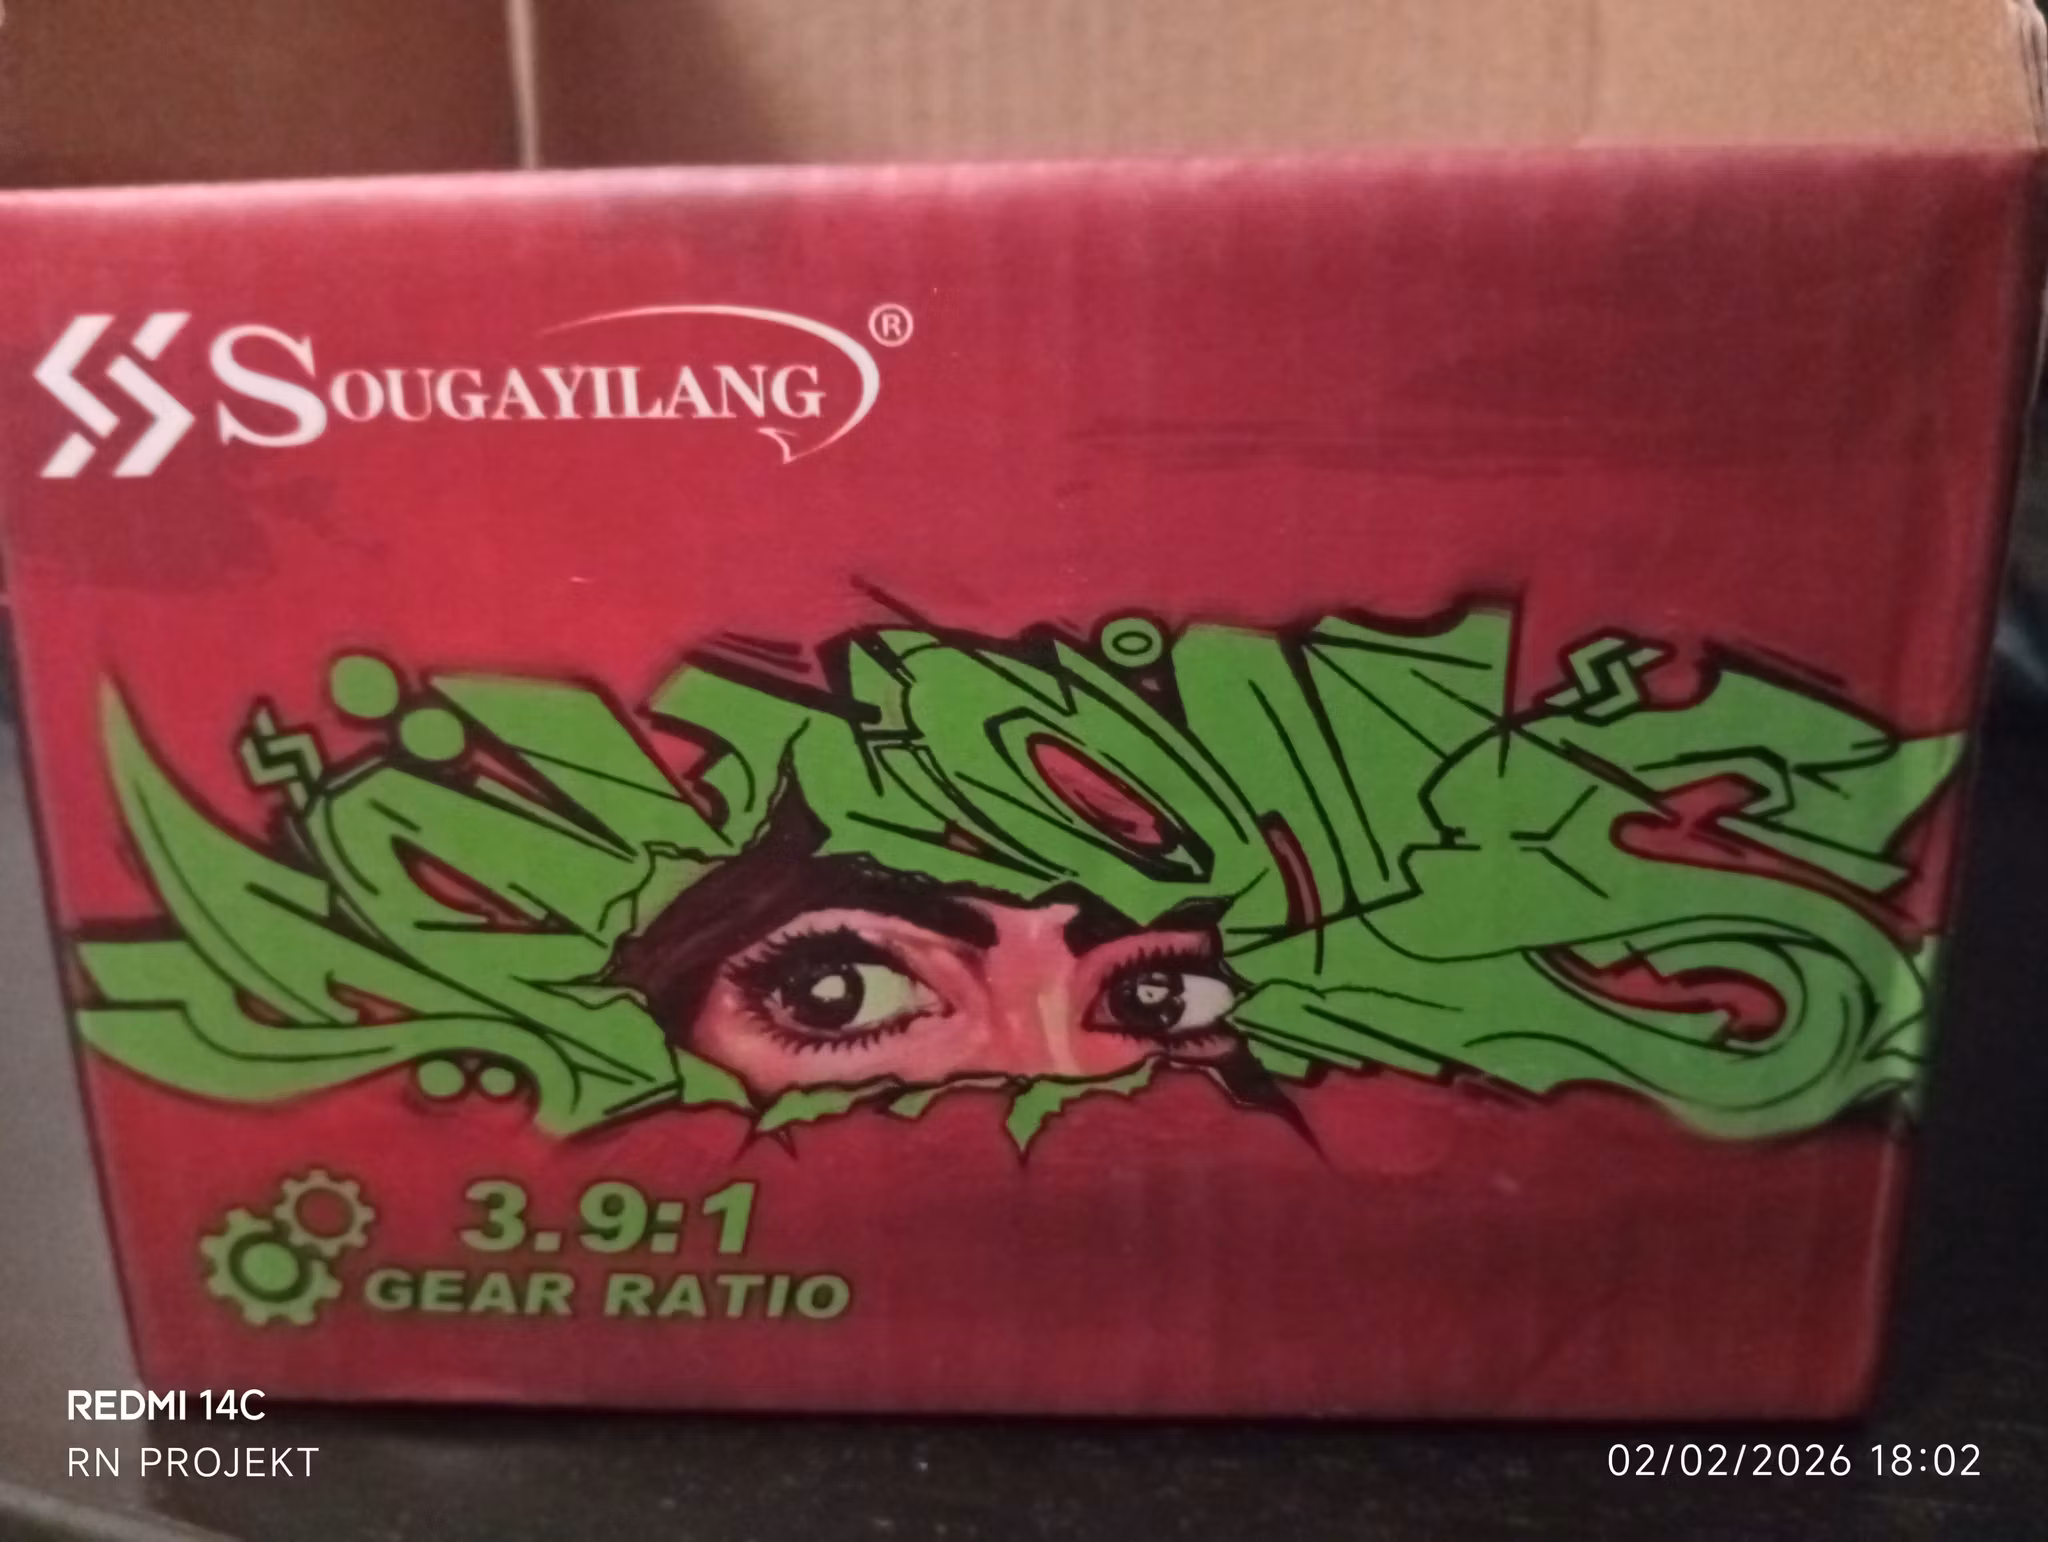 SOUGAYILANG®
3.9:1
GEAR RATIO
REDMI 14C
RN PROJEKT
02/02/2026 18:02